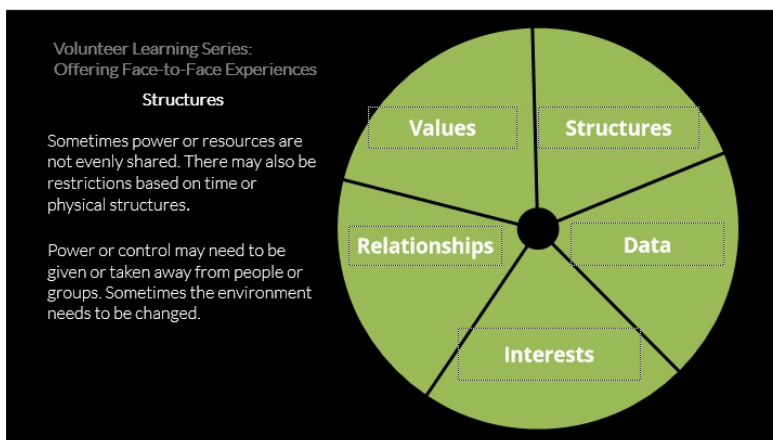 Volunteer Learning Series:
Offering Face-to-Face Experiences
Structures
Sometimes power or resources are
not evenly shared. There may also be
restrictions based on time or
physical structures.
Power or control may need to be
given or taken away from people or
groups. Sometimes the environment
needs to be changed.
Values
Structures
Relationships
Data
Interests